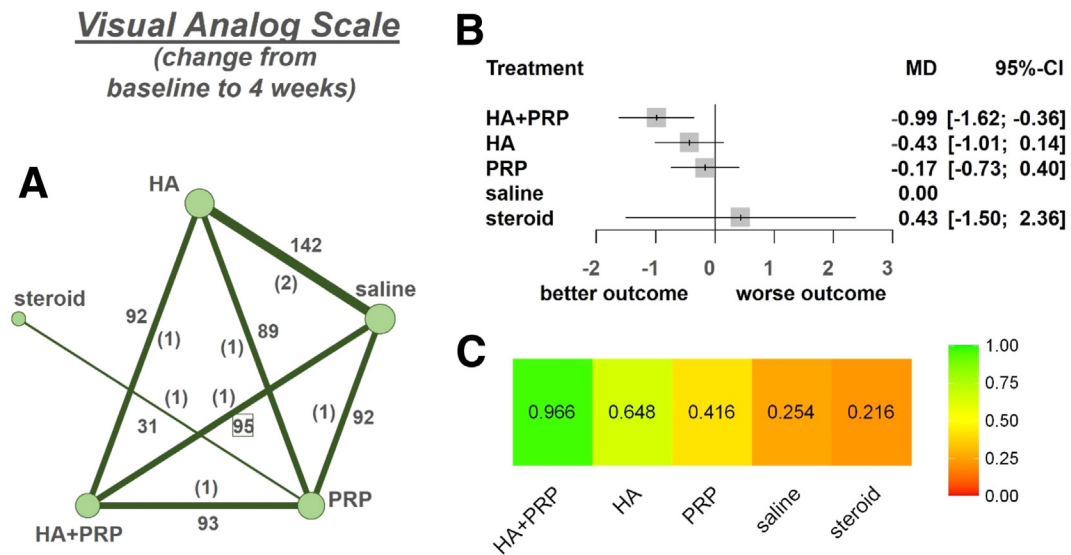 Visual Analog Scale
(change from
baseline to 4 weeks)
A
HA
142
(2)
saline
steroid
92
(1)
89
(1)
(1)
(1)
(1)
92
31
95
(1)
PRP
HA+PRP
93
B
Treatment MD 95%-CI
HA+PRP -0.99 [-1.62; -0.36]
HA -0.43 [-1.01; 0.14]
PRP -0.17 [-0.73; 0.40]
saline 0.00
steroid 0.43 [-1.50; 2.36]
-2 -1 0 1 2 3
better outcome worse outcome
C
0.966 0.648 0.416 0.254 0.216
HA+PRP HA PRP saline steroid
1.00
0.75
0.50
0.25
0.00